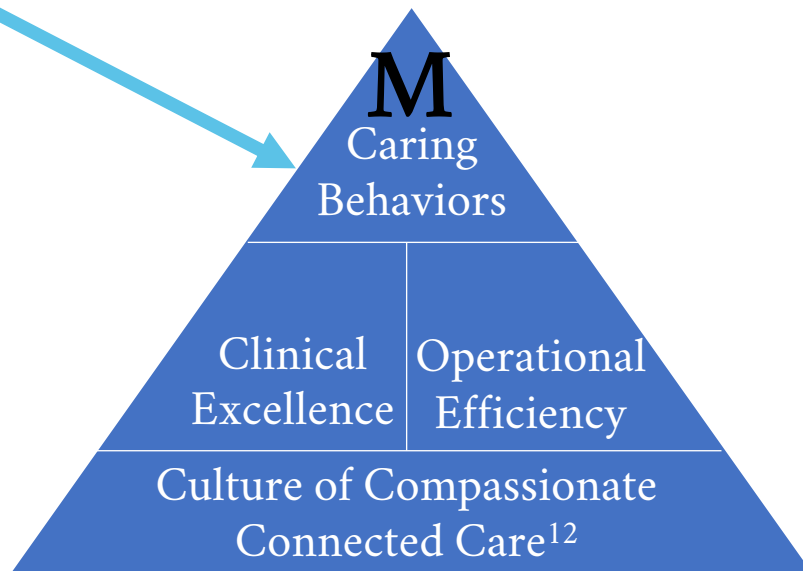 M
Caring
Behaviors
Clinical
Excellence
Operational
Efficiency
Culture of Compassionate
Connected Care¹²